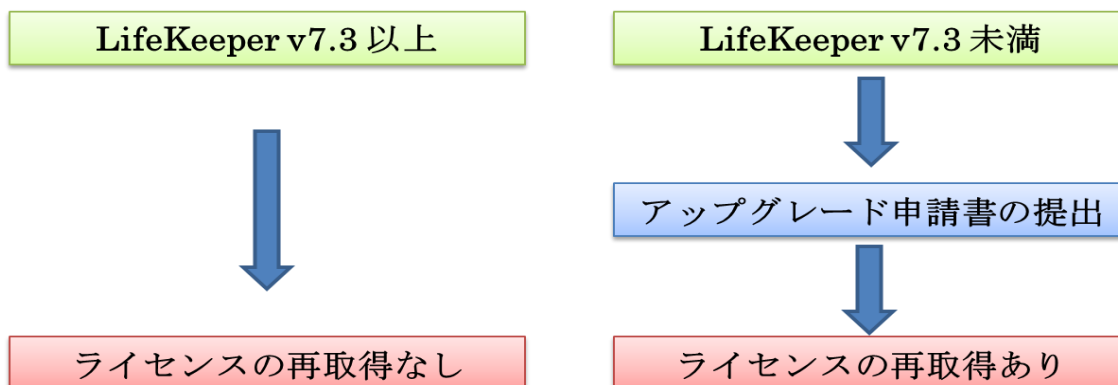 LifeKeeper v7.3 以上
LifeKeeper v7.3 未満
アップグレード申請書の提出
ライセンスの再取得なし
ライセンスの再取得あり